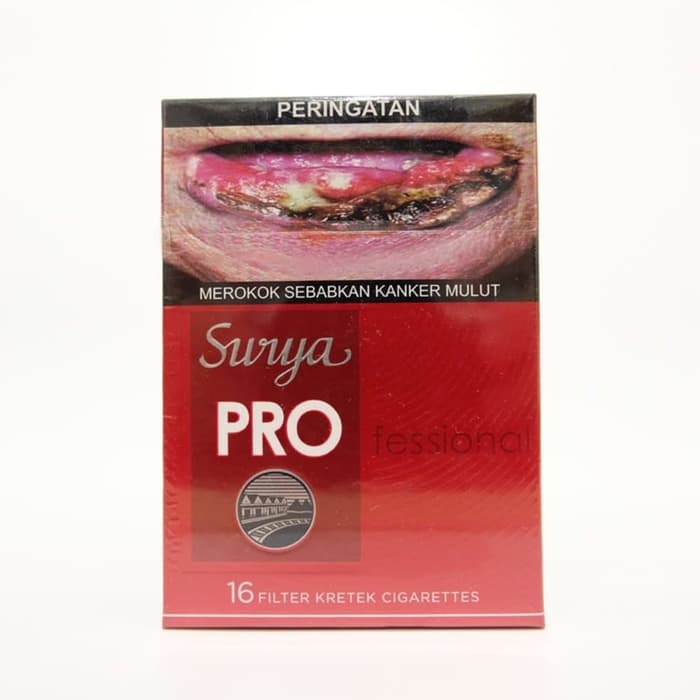 PERINGATAN
MEROKOK SEBABKAN KANKER MULUT
Surya
PRO fessional
16 FILTER KRETEK CIGARETTES